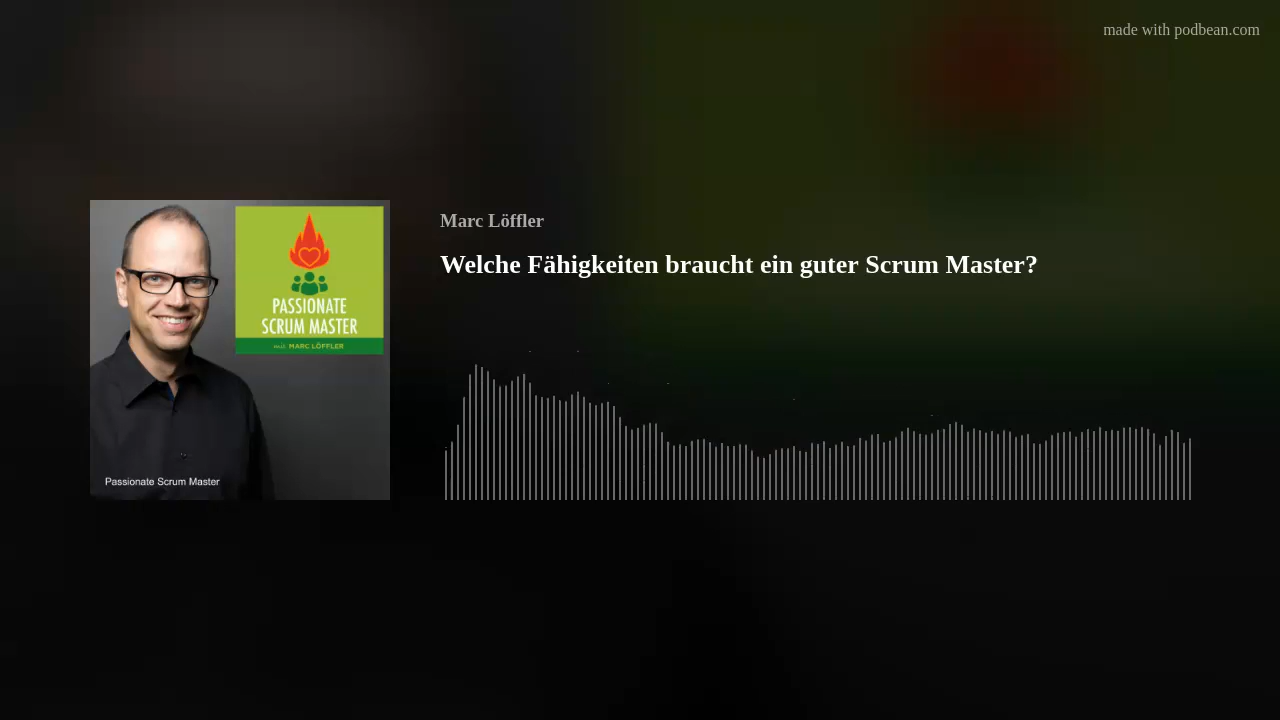 made with podbean.com
Marc Löffler
Welche Fähigkeiten braucht ein guter Scrum Master?
PASSIONATE
SCRUM MASTER
mit MARC LÖFFLER
Passionate Scrum Master